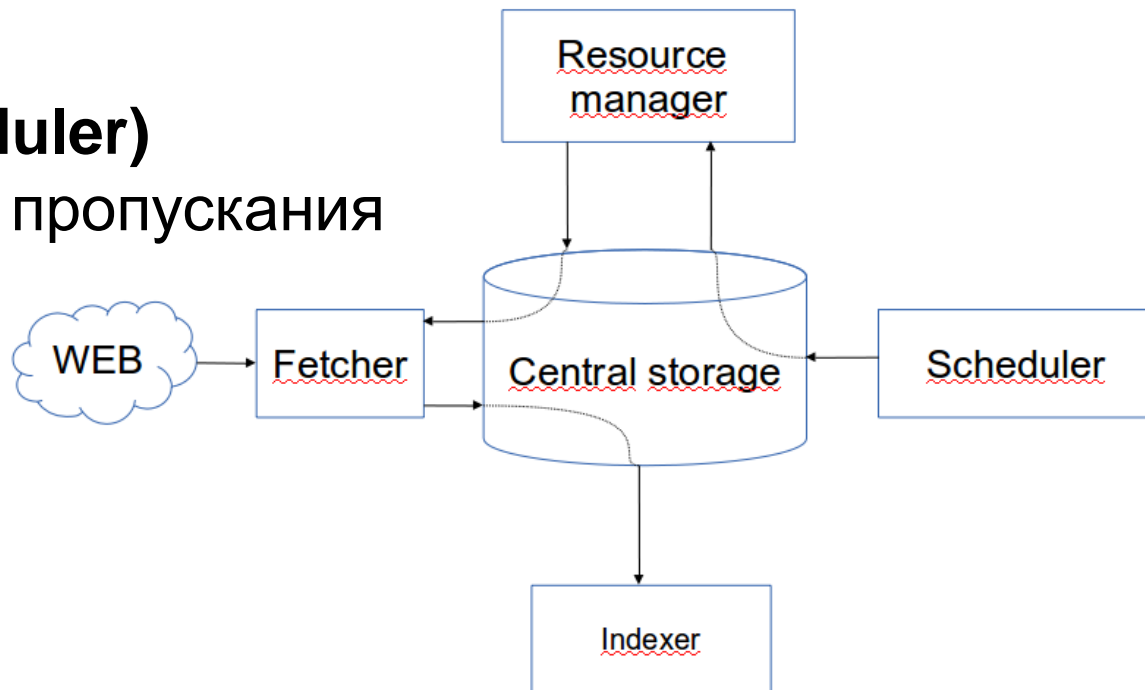 Resource
manager
duler)
пропускания
WEB
Fetcher
Central storage
Scheduler
Indexer